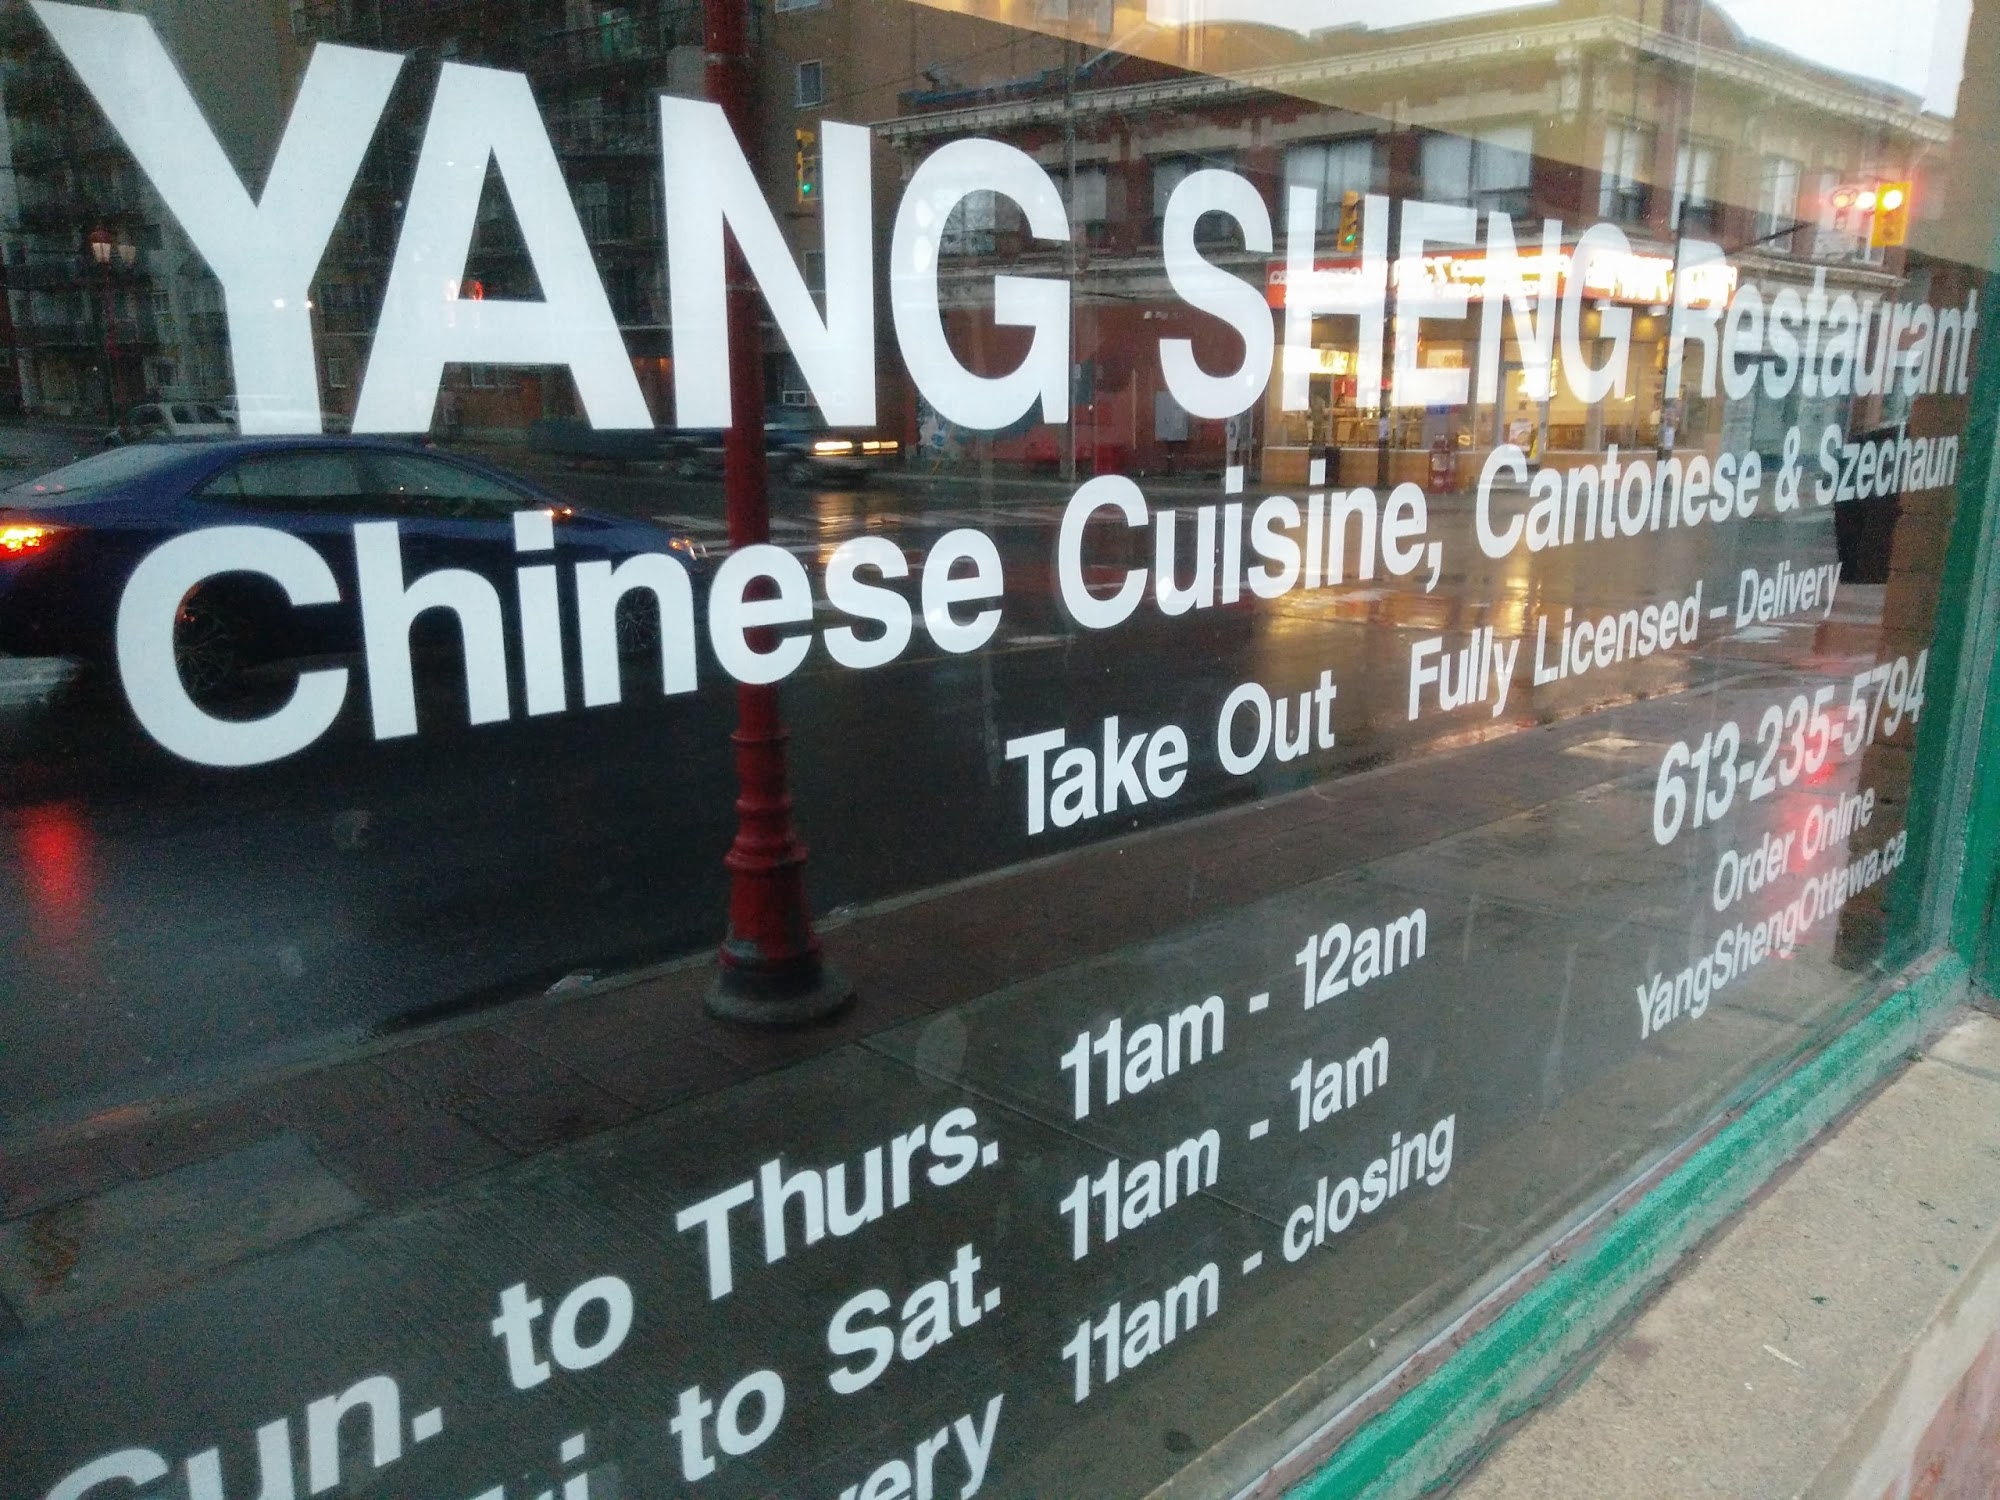 YANG SHENG Restaurant
Chinese Cuisine, Cantonese & Szechaun
Take Out Fully Licensed - Delivery
613-235-5794
Order Online
YangShengOttawa.ca
Sun. to Thurs. 11am - 12am
to Sat. 11am - 1am
11am - closing